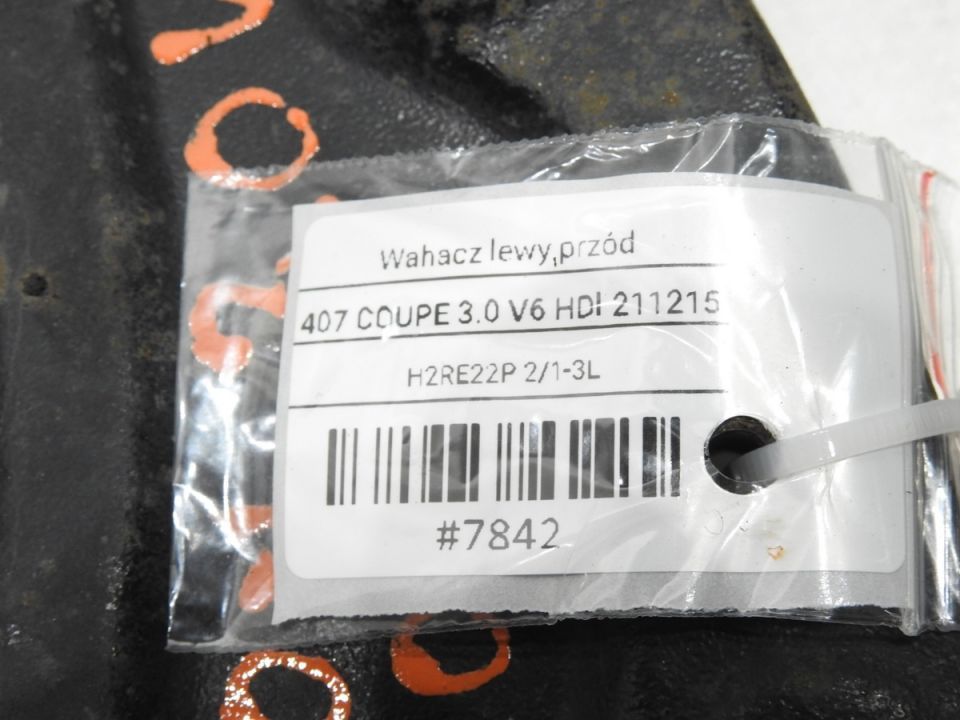 Wahacz lewy,przód
407 COUPE 3.0 V6 HDI 211215
H2RE22P 2/1-3L
#7842